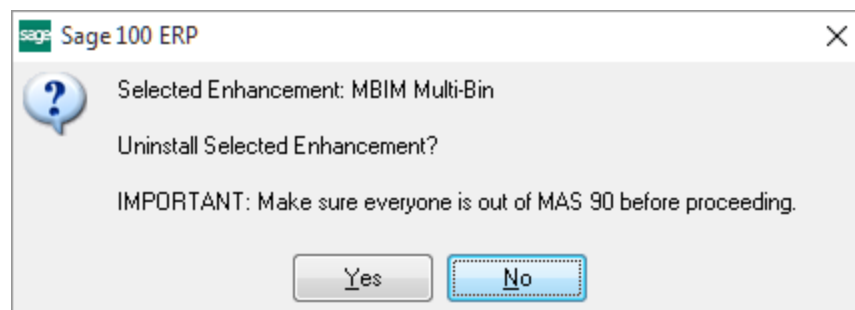 sage Sage 100 ERP
Selected Enhancement: MBIM Multi-Bin
Uninstall Selected Enhancement?
IMPORTANT: Make sure everyone is out of MAS 90 before proceeding.
Yes No